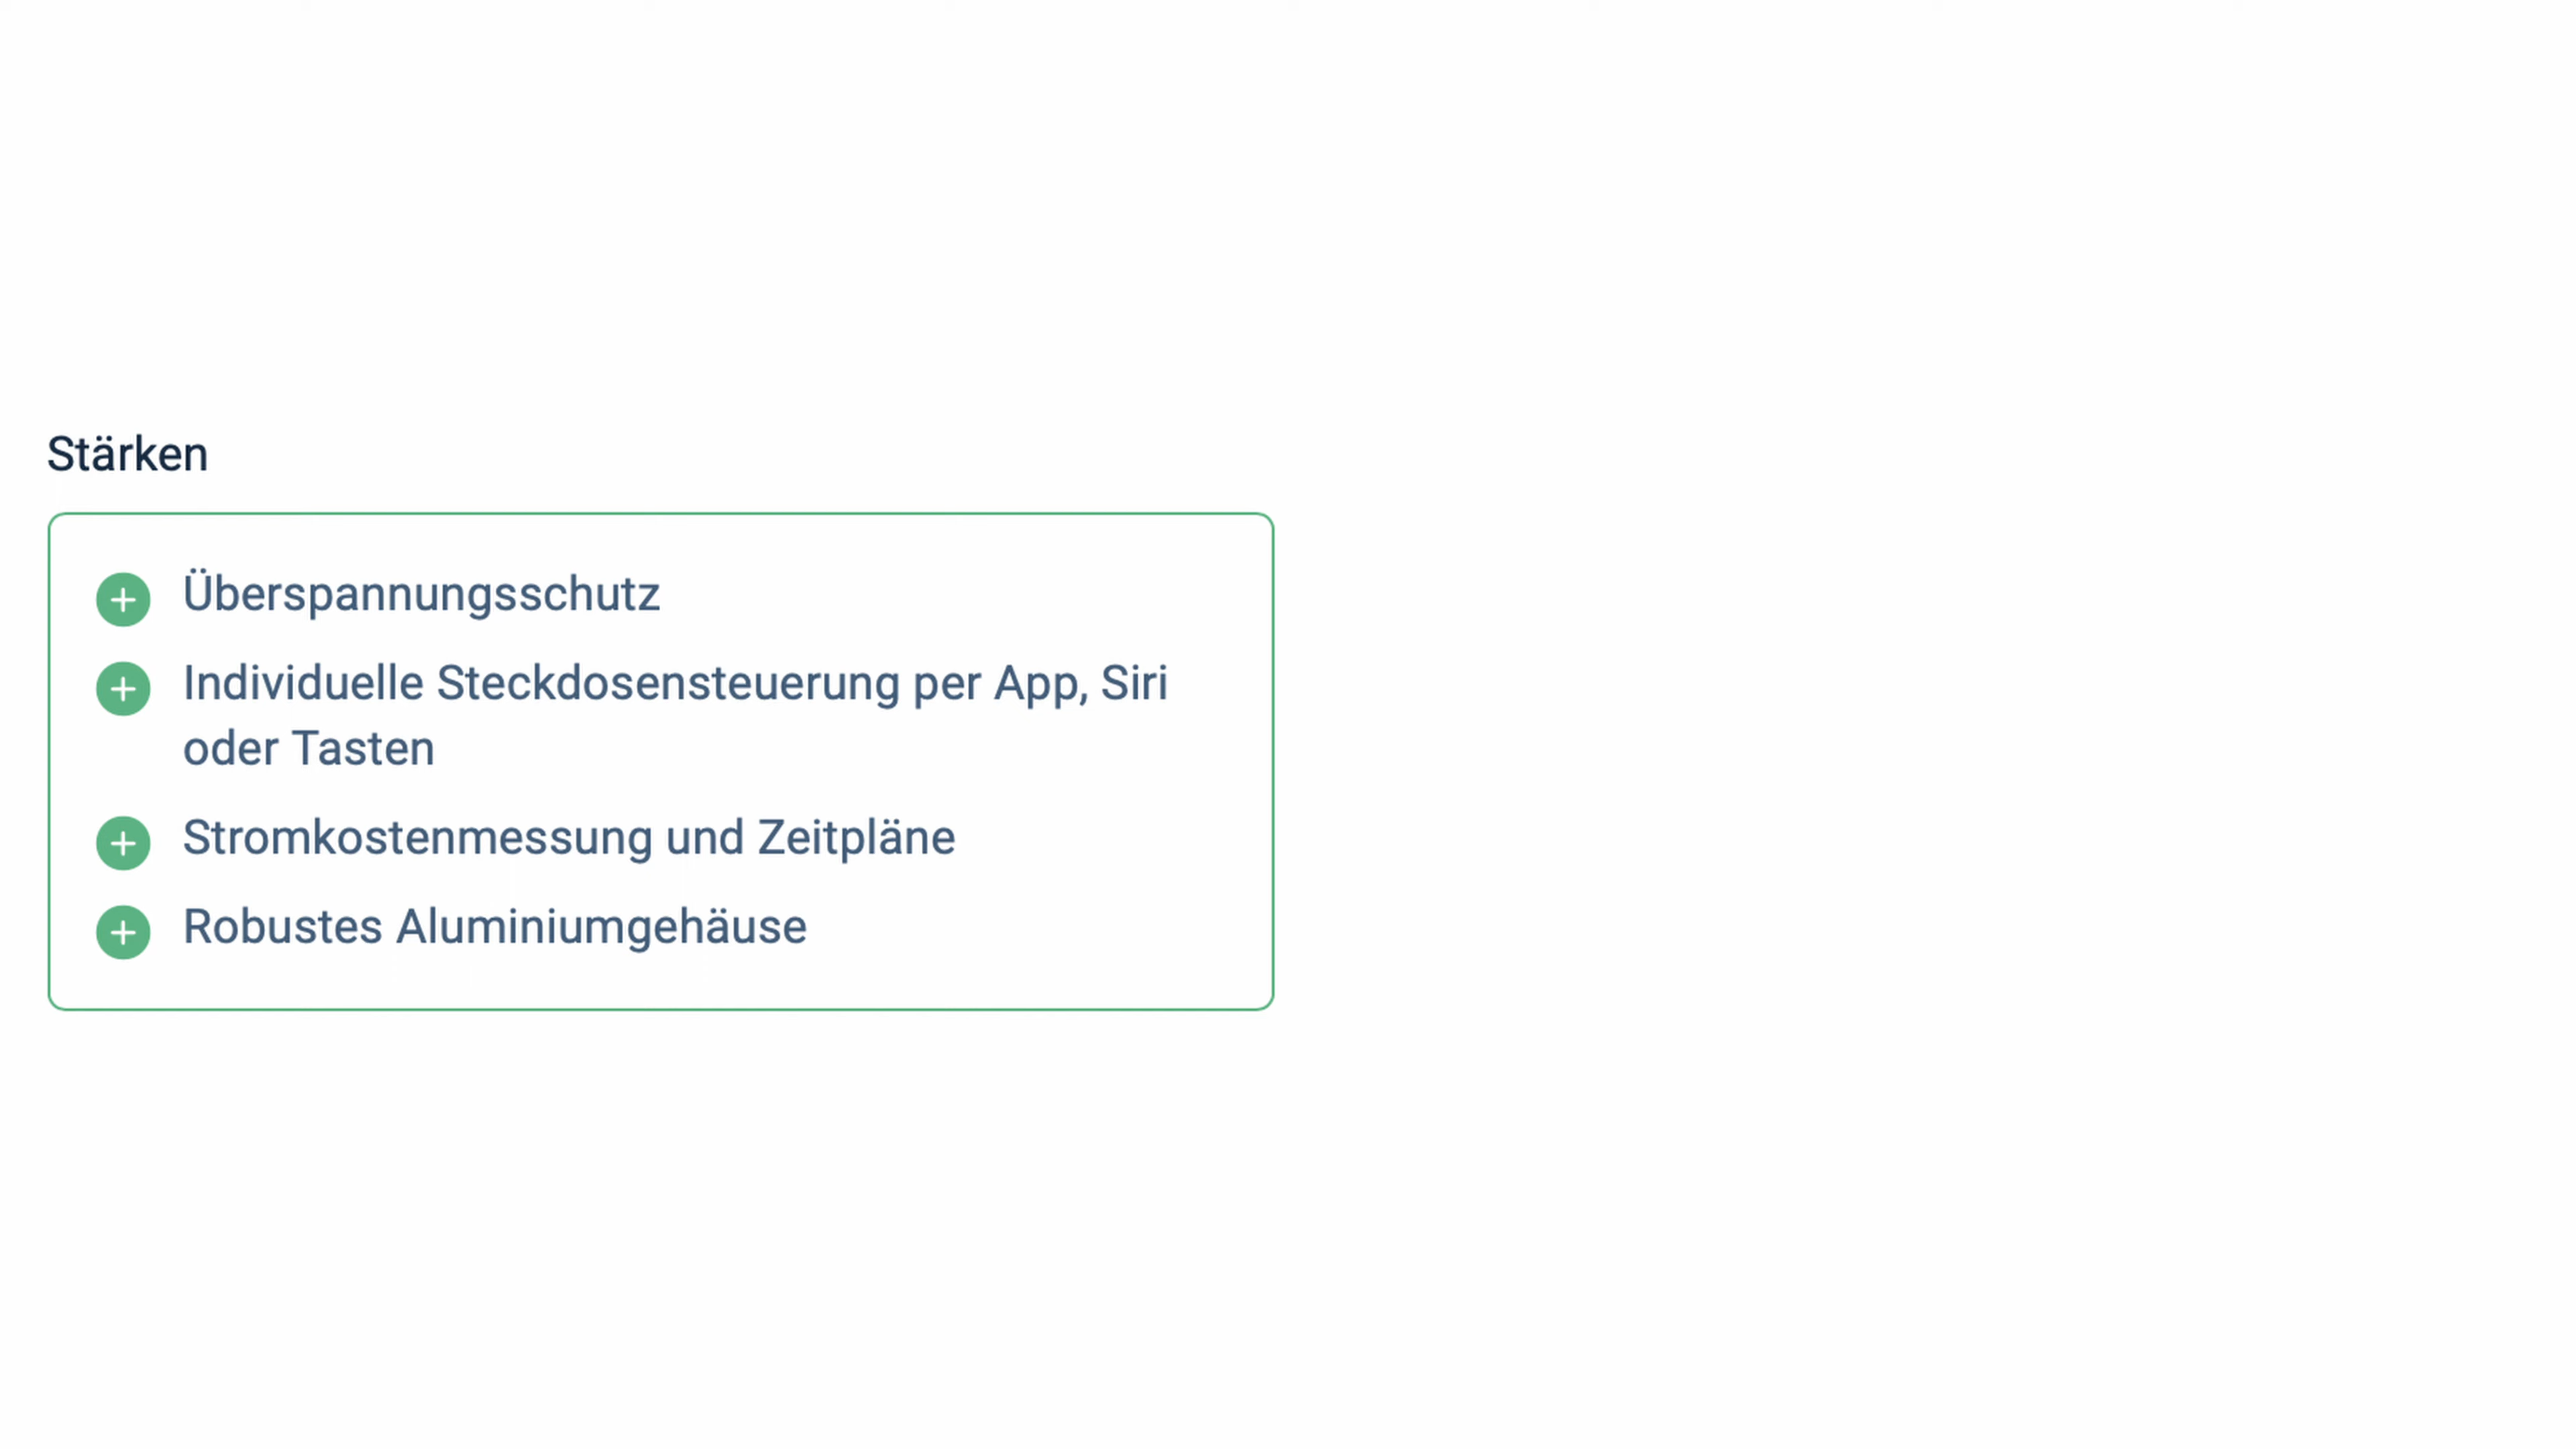 Stärken
Überspannungsschutz
Individuelle Steckdosensteuerung per App, Siri
oder Tasten
Stromkostenmessung und Zeitpläne
Robustes Aluminiumgehäuse